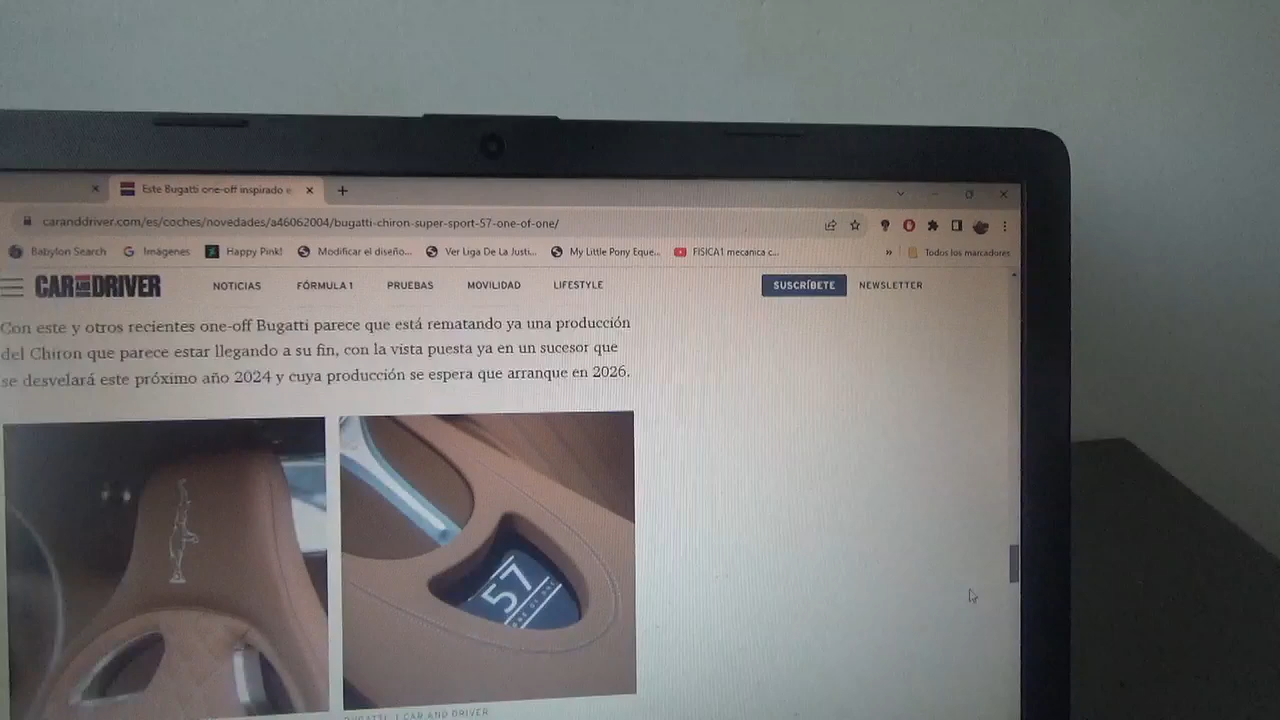 Este Bugatti one-off inspirado e
caranddriver.com/es/coches/novedades/a46062004/bugatti-chiron-super-sport-57-one-of-one/
Babylon Search Imágenes Happy Pink! Modificar el diseño... Ver Liga De La Justi... My Little Pony Eque... FISICA1 mecanica c... » Todos los marcadores
CAR AND DRIVER NOTICIAS FÓRMULA 1 PRUEBAS MOVILIDAD LIFESTYLE SUSCRÍBETE NEWSLETTER
Con este y otros recientes one-off Bugatti parece que está rematando ya una producción
del Chiron que parece estar llegando a su fin, con la vista puesta ya en un sucesor que
se desvelará este próximo año 2024 y cuya producción se espera que arranque en 2026.
57
ONE OF ONE
BUGATTI | CAR AND DRIVER